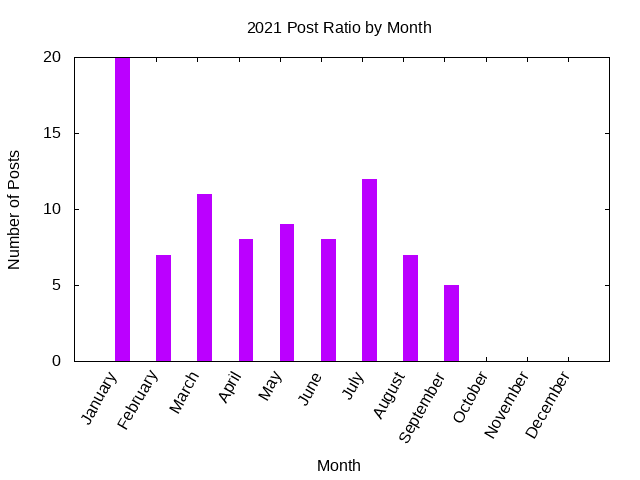 2021 Post Ratio by Month
Number of Posts
20
15
10
5
0
January
February
March
April
May
June
July
August
September
October
November
December
Month